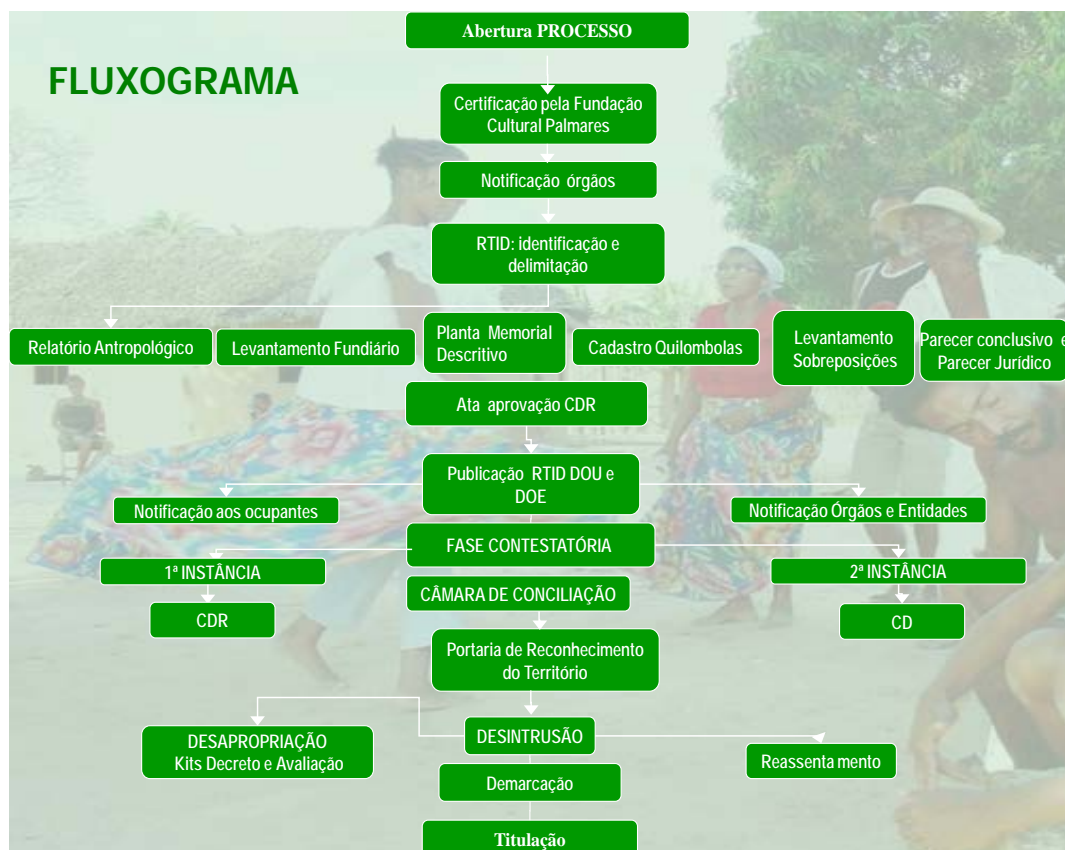 Abertura PROCESSO
FLUXOGRAMA
Certificação pela Fundação
Cultural Palmares
Notificação órgãos
RTID: identificação e
delimitação
Relatório Antropológico
Levantamento Fundiário
Planta Memorial
Descritivo
Cadastro Quilombolas
Levantamento
Sobreposições
Parecer conclusivo e
Parecer Jurídico
Ata aprovação CDR
Publicação RTID DOU e
DOE
Notificação aos ocupantes
Notificação Órgãos e Entidades
FASE CONTESTATÓRIA
1ª INSTÂNCIA
2ª INSTÂNCIA
CÂMARA DE CONCILIAÇÃO
CDR
CD
Portaria de Reconhecimento
do Território
DESINTRUSÃO
DESAPROPRIAÇÃO
Kits Decreto e Avaliação
Reassenta mento
Demarcação
Titulação